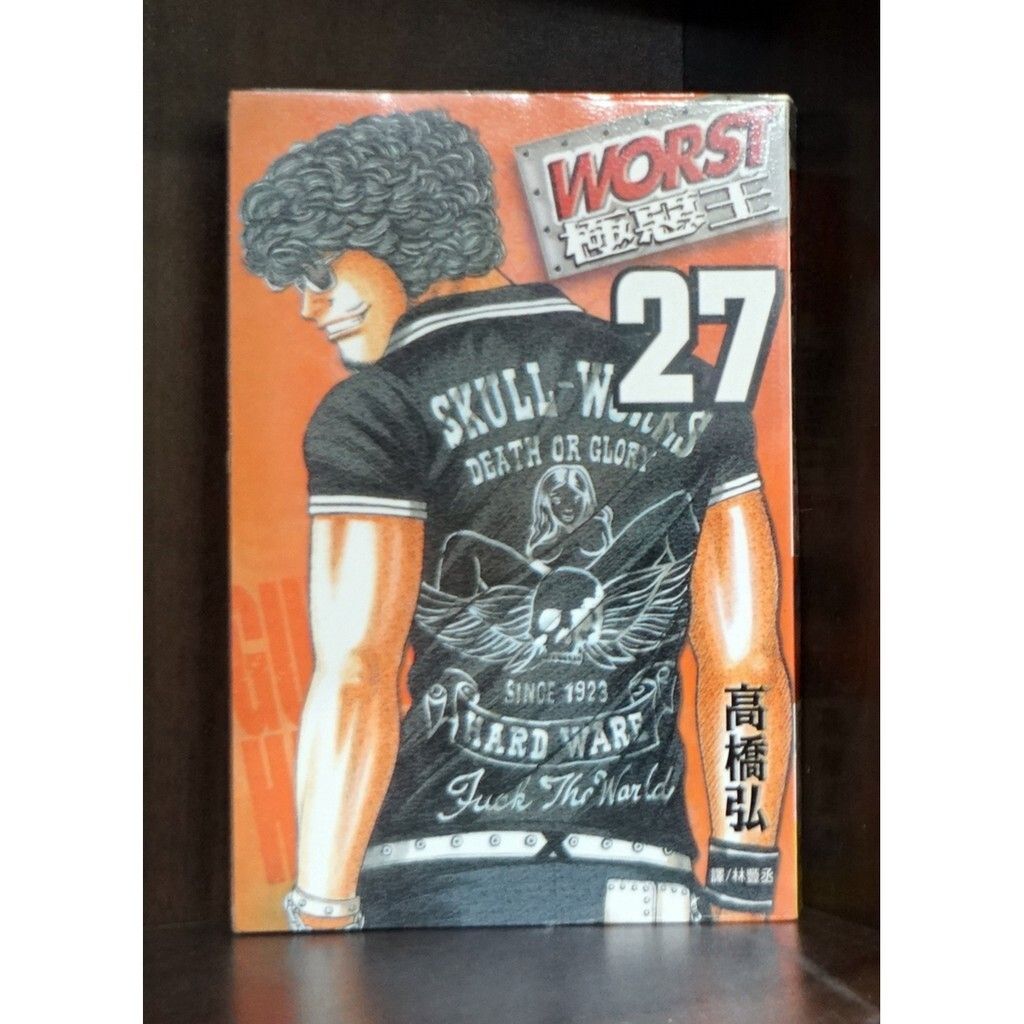 WORST
極惡王
27
SKULL-WORKS
DEATH OR GLORY
SINCE 1923
HARD WARE
Fuck The World
高橋弘
譯/林豐丞